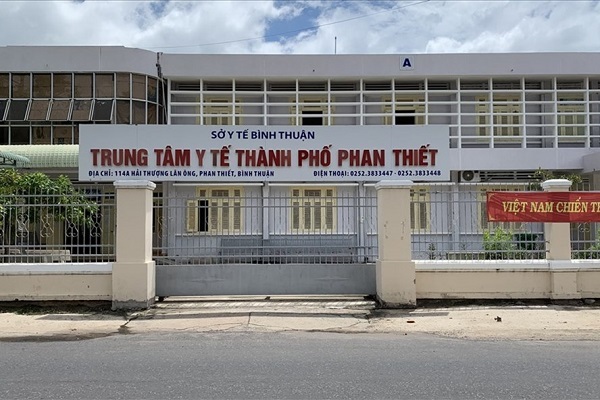 A
SỞ Y TẾ BÌNH THUẬN
TRUNG TÂM Y TẾ THÀNH PHỐ PHAN THIẾT
ĐỊA CHỈ: 114A HẢI THƯỢNG LÃN ÔNG, PHAN THIẾT, BÌNH THUẬN ĐIỆN THOẠI: 0252.3833447 - 0252.3833448
VIỆT NAM CHIẾN TH